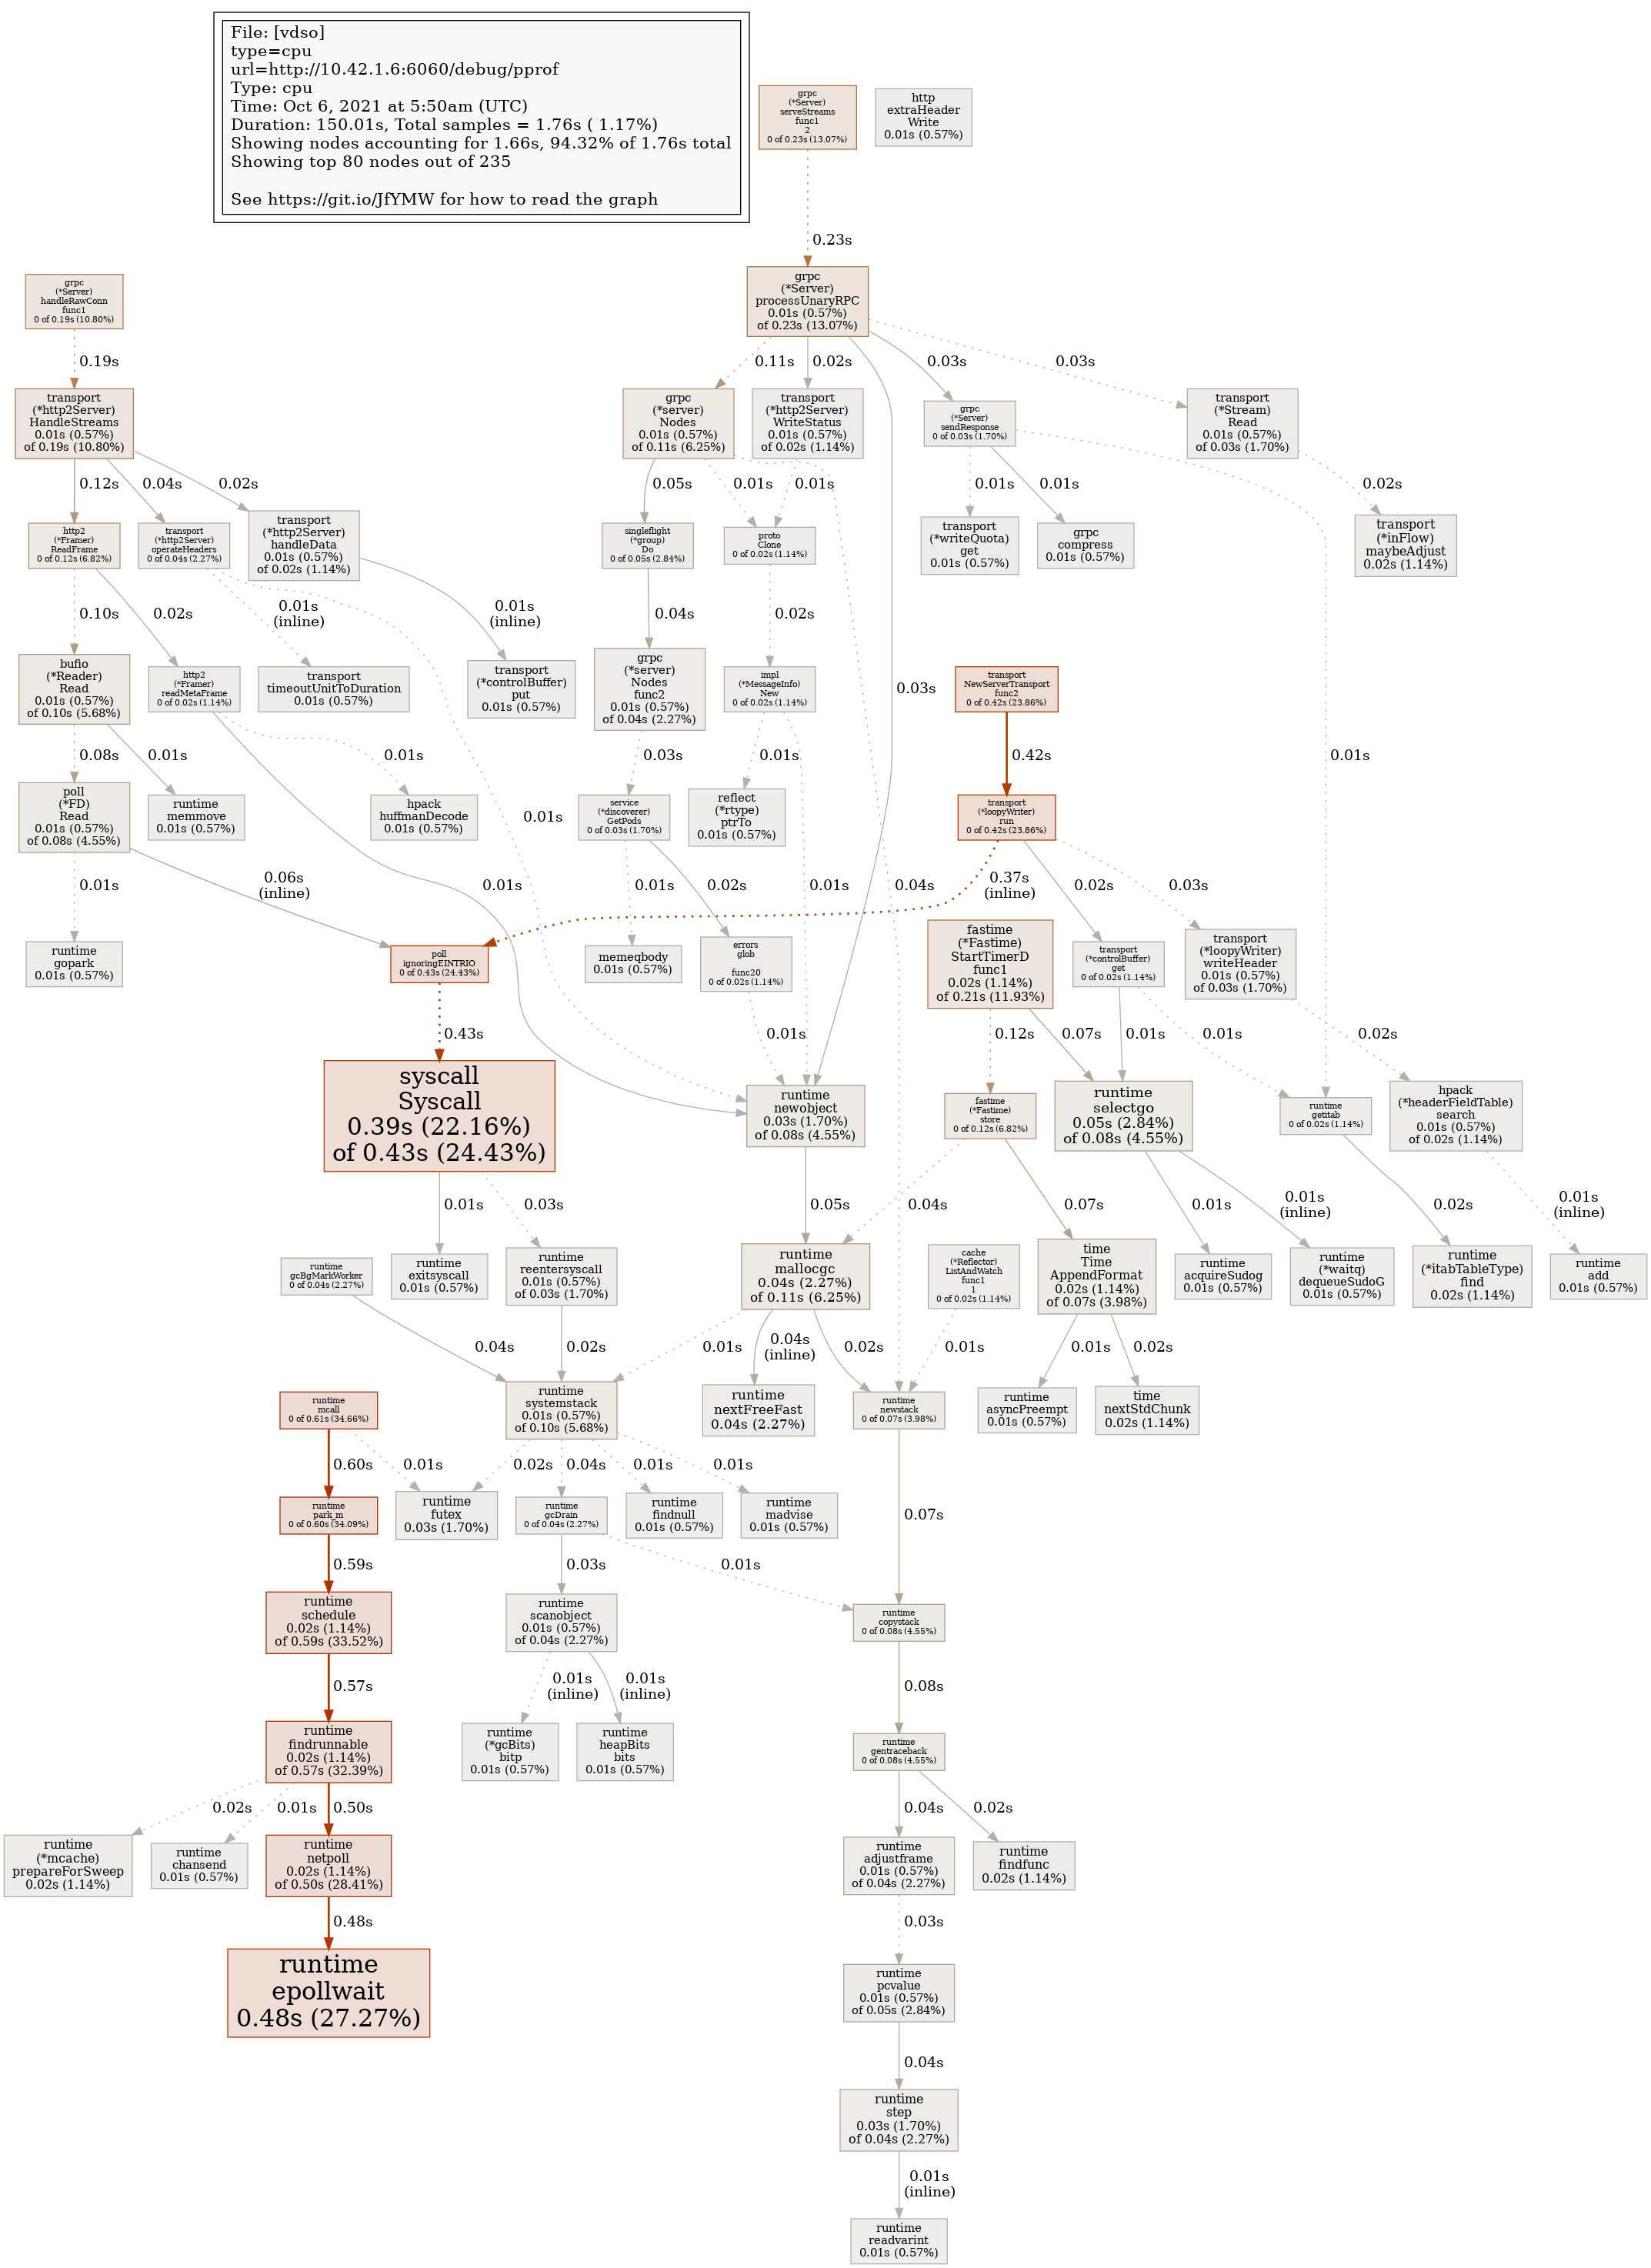 File: [vdso]
type=cpu
url=http://10.42.1.6:6060/debug/pprof
Type: cpu
Time: Oct 6, 2021 at 5:50am (UTC)
Duration: 150.01s, Total samples = 1.76s ( 1.17%)
Showing nodes accounting for 1.66s, 94.32% of 1.76s total
Showing top 80 nodes out of 235
See https://git.io/JfYMW for how to read the graph
grpc
(*Server)
serveStreams
func1
2
0 of 0.23s (13.07%)
http
extraHeader
Write
0.01s (0.57%)
0.23s
grpc
(*Server)
handleRawConn
func1
0 of 0.19s (10.80%)
grpc
(*Server)
processUnaryRPC
0.01s (0.57%)
of 0.23s (13.07%)
0.19s
0.11s
0.02s
0.03s
0.03s
transport
(*http2Server)
HandleStreams
0.01s (0.57%)
of 0.19s (10.80%)
grpc
(*server)
Nodes
0.01s (0.57%)
of 0.11s (6.25%)
transport
(*http2Server)
WriteStatus
0.01s (0.57%)
of 0.02s (1.14%)
grpc
(*Server)
sendResponse
0 of 0.03s (1.70%)
transport
(*Stream)
Read
0.01s (0.57%)
of 0.03s (1.70%)
0.12s
0.04s
0.02s
0.05s
0.01s
0.01s
0.01s
0.01s
0.02s
http2
(*Framer)
ReadFrame
0 of 0.12s (6.82%)
transport
(*http2Server)
operateHeaders
0 of 0.04s (2.27%)
transport
(*http2Server)
handleData
0.01s (0.57%)
of 0.02s (1.14%)
singleflight
(*group)
Do
0 of 0.05s (2.84%)
proto
Clone
0 of 0.02s (1.14%)
transport
(*writeQuota)
get
0.01s (0.57%)
grpc
compress
0.01s (0.57%)
transport
(*inFlow)
maybeAdjust
0.02s (1.14%)
0.10s
0.02s
0.01s
(inline)
0.01s
(inline)
0.04s
0.02s
bufio
(*Reader)
Read
0.01s (0.57%)
of 0.10s (5.68%)
http2
(*Framer)
readMetaFrame
0 of 0.02s (1.14%)
transport
timeoutUnitToDuration
0.01s (0.57%)
transport
(*controlBuffer)
put
0.01s (0.57%)
grpc
(*server)
Nodes
func2
0.01s (0.57%)
of 0.04s (2.27%)
impl
(*MessageInfo)
New
0 of 0.02s (1.14%)
0.03s
transport
NewServerTransport
func2
0 of 0.42s (23.86%)
0.08s
0.01s
0.01s
0.03s
0.01s
0.42s
0.01s
poll
(*FD)
Read
0.01s (0.57%)
of 0.08s (4.55%)
runtime
memmove
0.01s (0.57%)
hpack
huffmanDecode
0.01s (0.57%)
0.01s
service
(*discoverer)
GetPods
0 of 0.03s (1.70%)
reflect
(*rtype)
ptrTo
0.01s (0.57%)
transport
(*loopyWriter)
run
0 of 0.42s (23.86%)
0.01s
0.06s
(inline)
0.01s
0.01s
0.02s
0.01s
0.04s
0.37s
(inline)
0.02s
0.03s
runtime
gopark
0.01s (0.57%)
poll
ignoringEINTRIO
0 of 0.43s (24.43%)
memeqbody
0.01s (0.57%)
errors
glob
func20
0 of 0.02s (1.14%)
fastime
(*Fastime)
StartTimerD
func1
0.02s (1.14%)
of 0.21s (11.93%)
transport
(*controlBuffer)
get
0 of 0.02s (1.14%)
transport
(*loopyWriter)
writeHeader
0.01s (0.57%)
of 0.03s (1.70%)
0.43s
0.01s
0.12s
0.07s
0.01s
0.01s
0.02s
syscall
Syscall
0.39s (22.16%)
of 0.43s (24.43%)
runtime
newobject
0.03s (1.70%)
of 0.08s (4.55%)
fastime
(*Fastime)
store
0 of 0.12s (6.82%)
runtime
selectgo
0.05s (2.84%)
of 0.08s (4.55%)
runtime
getitab
0 of 0.02s (1.14%)
hpack
(*headerFieldTable)
search
0.01s (0.57%)
of 0.02s (1.14%)
0.01s
0.03s
0.05s
0.04s
0.07s
0.01s
0.01s
(inline)
0.02s
0.01s
(inline)
runtime
gcBgMarkWorker
0 of 0.04s (2.27%)
runtime
exitsyscall
0.01s (0.57%)
runtime
reentersyscall
0.01s (0.57%)
of 0.03s (1.70%)
runtime
mallocgc
0.04s (2.27%)
of 0.11s (6.25%)
cache
(*Reflector)
ListAndWatch
func1
1
0 of 0.02s (1.14%)
time
Time
AppendFormat
0.02s (1.14%)
of 0.07s (3.98%)
runtime
acquireSudog
0.01s (0.57%)
runtime
(*waitq)
dequeueSudoG
0.01s (0.57%)
runtime
(*itabTableType)
find
0.02s (1.14%)
runtime
add
0.01s (0.57%)
0.04s
0.02s
0.01s
0.04s
(inline)
0.02s
0.01s
0.01s
0.02s
runtime
mcall
0 of 0.61s (34.66%)
runtime
systemstack
0.01s (0.57%)
of 0.10s (5.68%)
runtime
nextFreeFast
0.04s (2.27%)
runtime
newstack
0 of 0.07s (3.98%)
runtime
asyncPreempt
0.01s (0.57%)
time
nextStdChunk
0.02s (1.14%)
0.60s
0.01s
0.02s
0.04s
0.01s
0.01s
runtime
park_m
0 of 0.60s (34.09%)
runtime
futex
0.03s (1.70%)
runtime
gcDrain
0 of 0.04s (2.27%)
runtime
findnull
0.01s (0.57%)
runtime
madvise
0.01s (0.57%)
0.07s
0.59s
0.03s
0.01s
runtime
schedule
0.02s (1.14%)
of 0.59s (33.52%)
runtime
scanobject
0.01s (0.57%)
of 0.04s (2.27%)
runtime
copystack
0 of 0.08s (4.55%)
0.57s
0.01s
(inline)
0.01s
(inline)
0.08s
runtime
findrunnable
0.02s (1.14%)
of 0.57s (32.39%)
runtime
(*gcBits)
bitp
0.01s (0.57%)
runtime
heapBits
bits
0.01s (0.57%)
runtime
gentraceback
0 of 0.08s (4.55%)
0.02s
0.01s
0.50s
0.04s
0.02s
runtime
(*mcache)
prepareForSweep
0.02s (1.14%)
runtime
chansend
0.01s (0.57%)
runtime
netpoll
0.02s (1.14%)
of 0.50s (28.41%)
runtime
adjustframe
0.01s (0.57%)
of 0.04s (2.27%)
runtime
findfunc
0.02s (1.14%)
0.48s
0.03s
runtime
epollwait
0.48s (27.27%)
runtime
pcvalue
0.01s (0.57%)
of 0.05s (2.84%)
0.04s
runtime
step
0.03s (1.70%)
of 0.04s (2.27%)
0.01s
(inline)
runtime
readvarint
0.01s (0.57%)